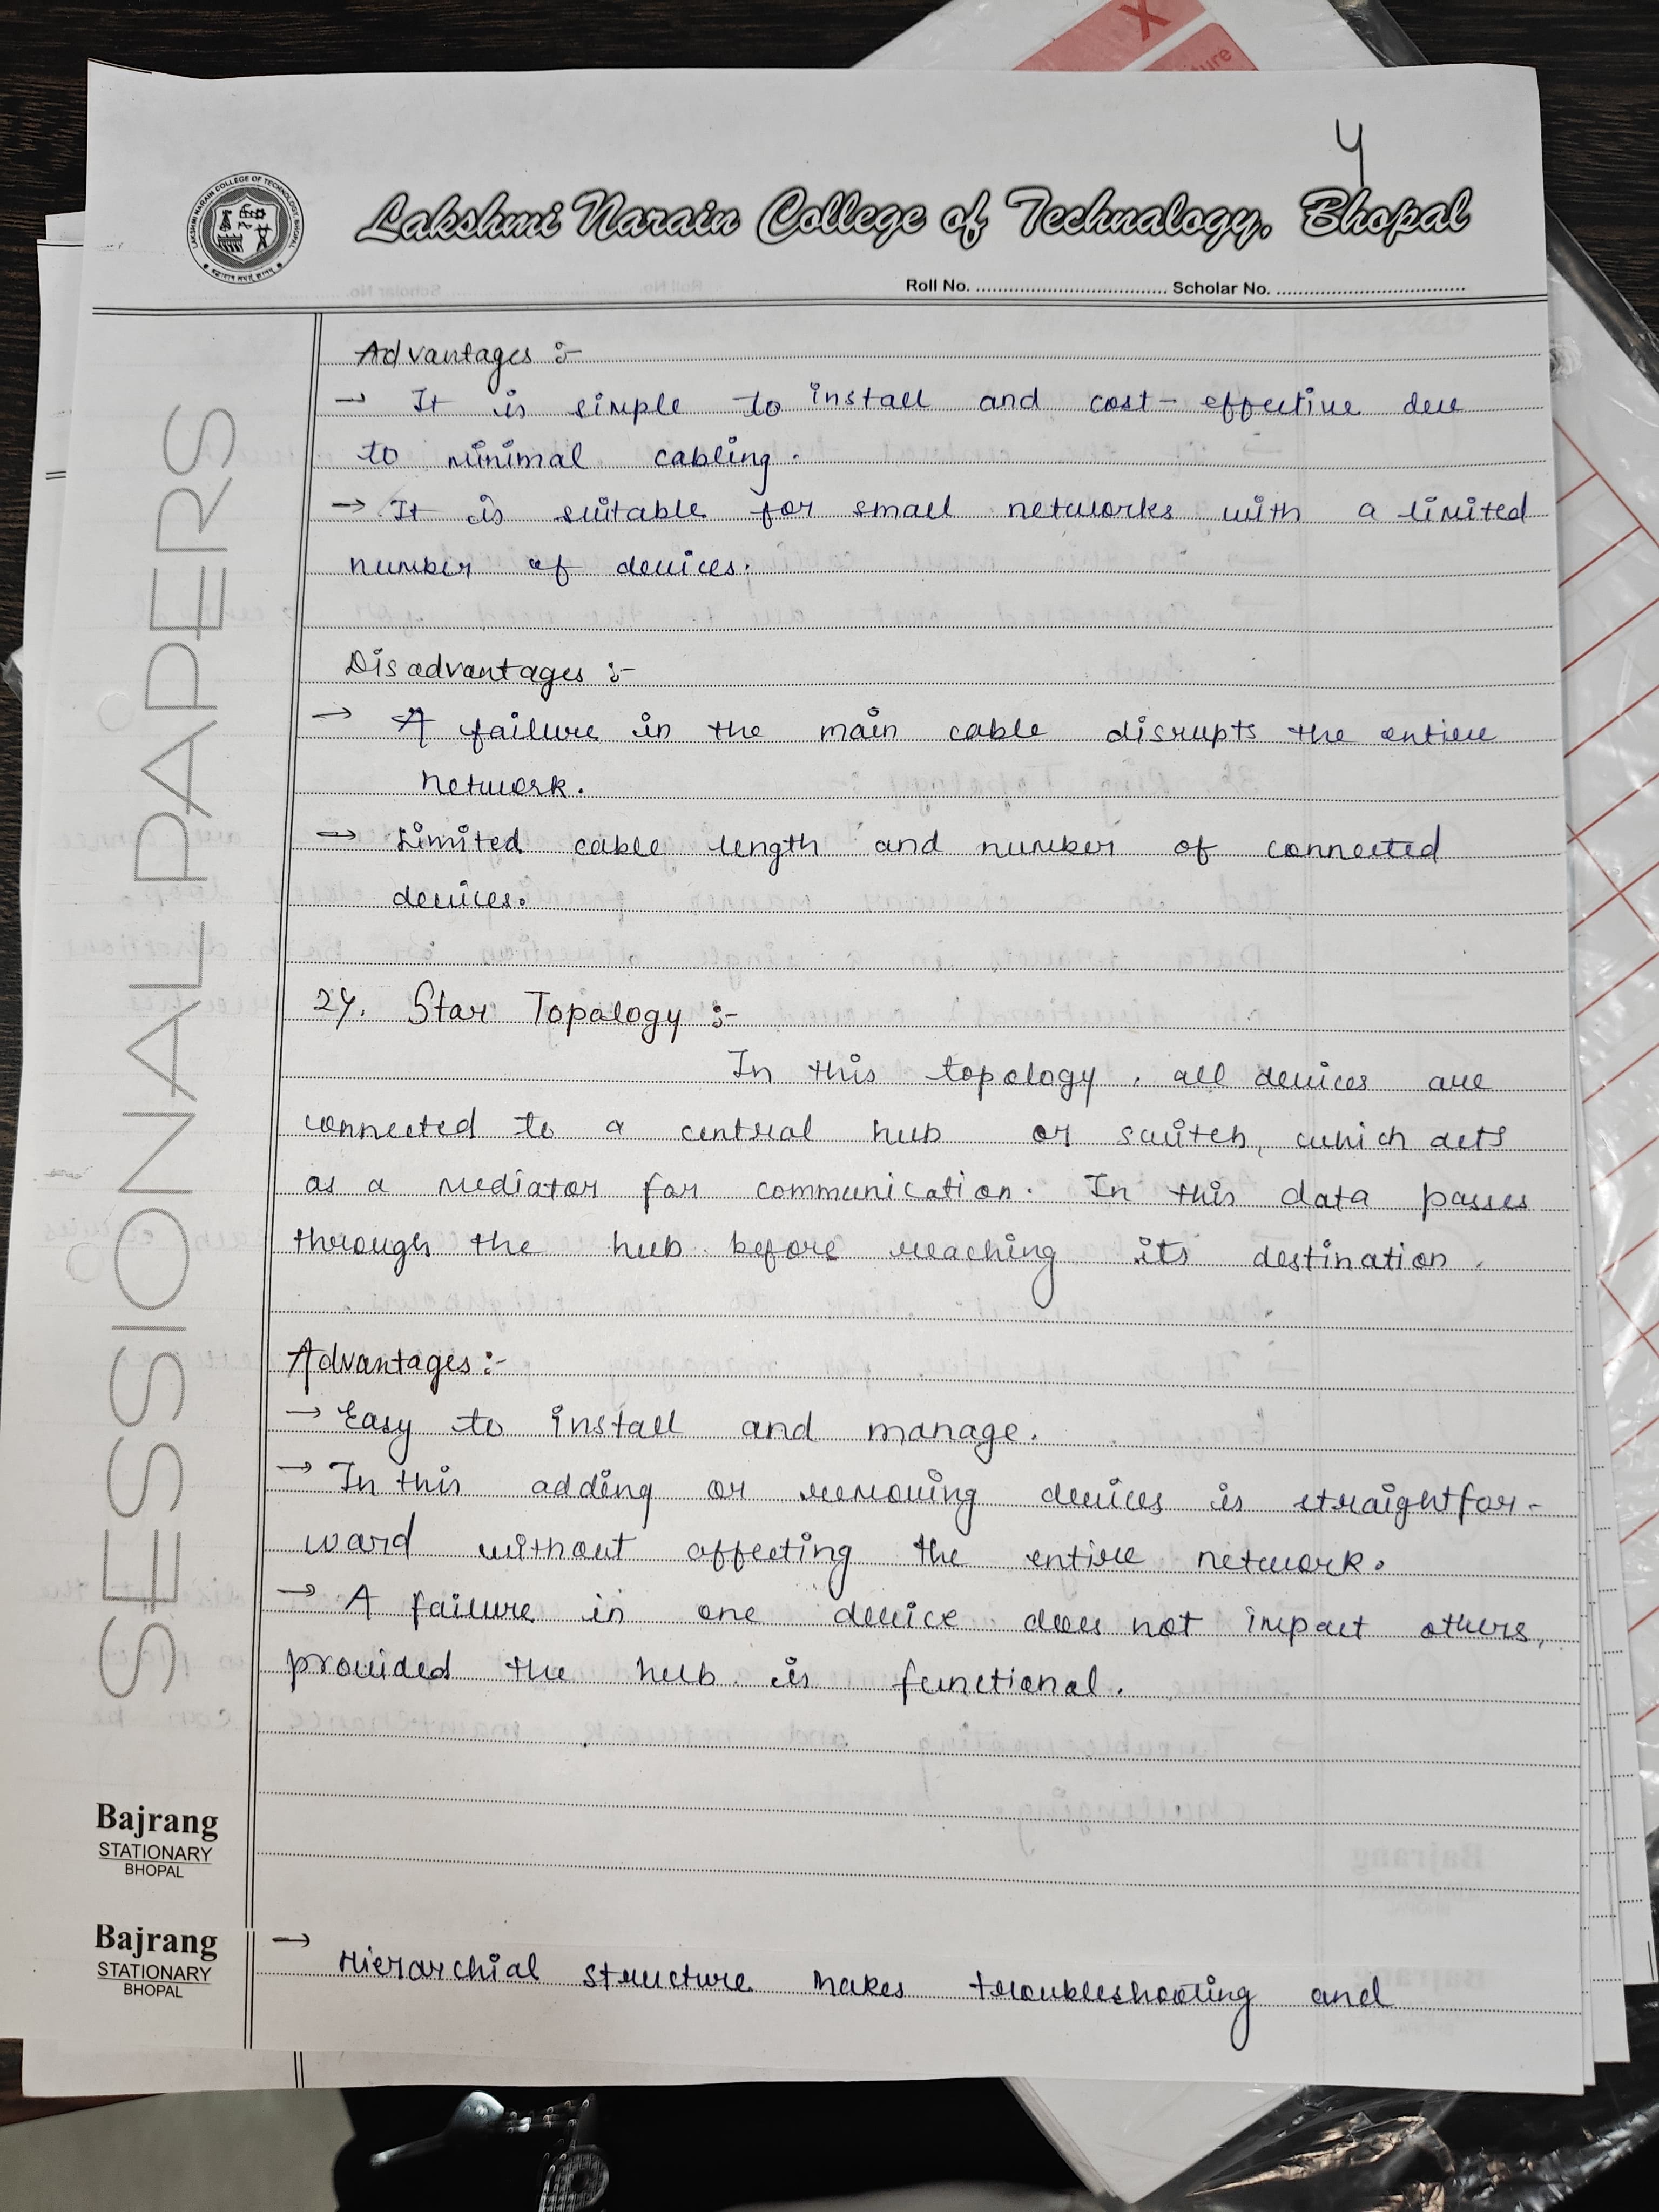 4
Lakshmi Narain College of Technalogy, Bhopal
Roll No. .................................. Scholar No. ..................................
SESSIONAL PAPERS
Advantages :-
→ It is simple to install and cost-effective due
to minimal cabling.
→ It is suitable for small networks with a limited
number of devices.
Disadvantages :-
→ A failure in the main cable disrupts the entire
network.
→ Limited cable length and number of connected
devices.
2). Star Topology :-
In this topology, all devices are
connected to a central hub or switch, which acts
as a mediator for communication. In this data passes
through the hub before reaching its destination.
Advantages :-
→ Easy to install and manage.
→ In this adding or removing devices is straightfor-
ward without affecting the entire network.
→ A failure in one device does not impact others,
provided the hub is functional.
Bajrang
STATIONARY
BHOPAL
Bajrang
STATIONARY
BHOPAL
→ Hierarchial structure makes troubleshooting and